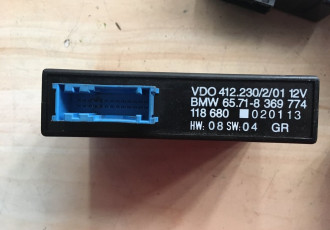 VDO 412.230/2/01 12V
BMW 65.71-8 369 774
118 680 020113
HW: 08 SW: 04 GR